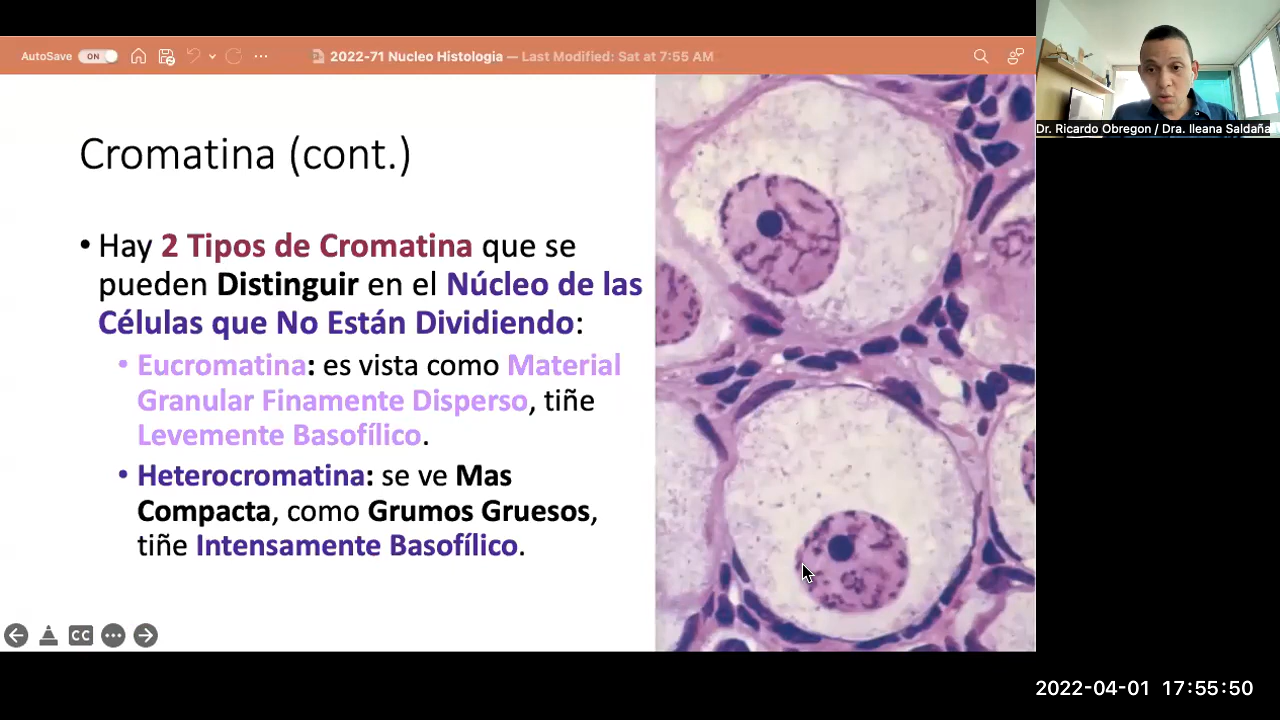 AutoSave ON ... 2022-71 Nucleo Histologia — Last Modified: Sat at 7:55 AM
Dr. Ricardo Obregon / Dra. Ileana Saldaña
Cromatina (cont.)
• Hay 2 Tipos de Cromatina que se
pueden Distinguir en el Núcleo de las
Células que No Están Dividiendo:
• Eucromatina: es vista como Material
Granular Finamente Disperso, tiñe
Levemente Basofílico.
• Heterocromatina: se ve Mas
Compacta, como Grumos Gruesos,
tiñe Intensamente Basofílico.
CC
2022-04-01 17:55:50